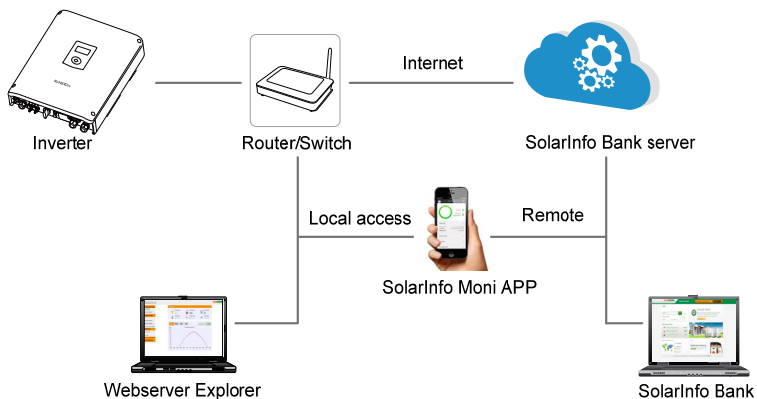 Internet
Inverter
Router/Switch
SolarInfo Bank server
Local access
Remote
SolarInfo Moni APP
Webserver Explorer
SolarInfo Bank